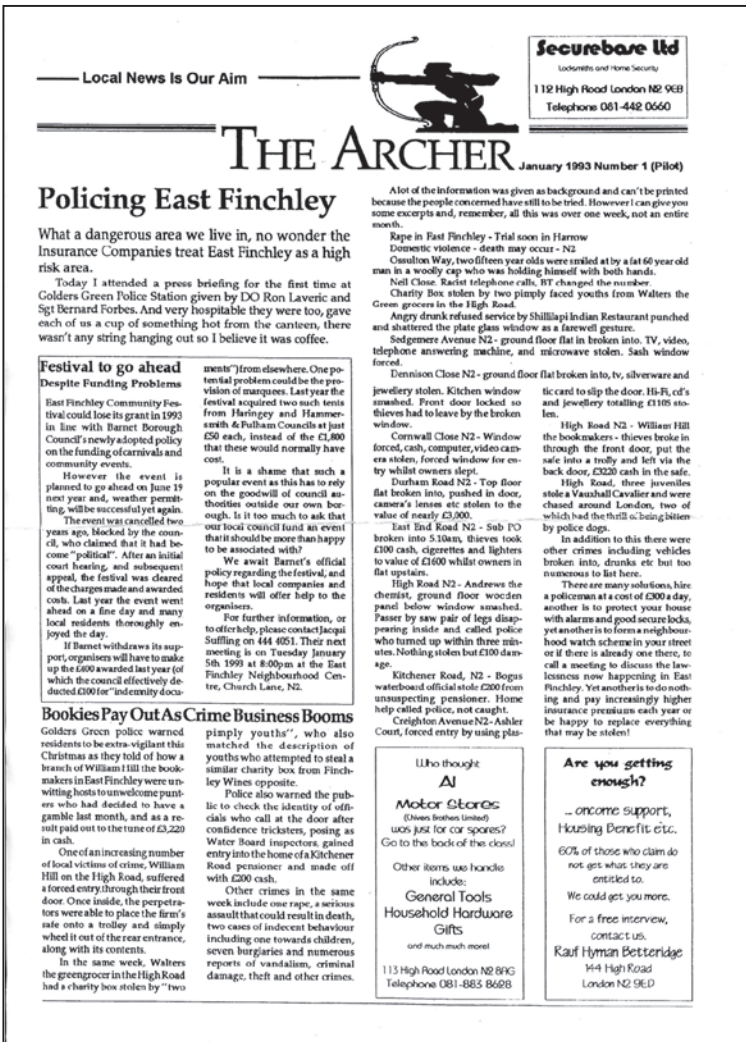 Local News Is Our Aim
Securebase Ltd
Locksmiths and Home Security
112 High Road London N2 9EB
Telephone 081-442 0660
THE ARCHER
January 1993 Number 1 (Pilot)
Policing East Finchley
What a dangerous area we live in, no wonder the
Insurance Companies treat East Finchley as a high
risk area.
Today I attended a press briefing for the first time at
Golders Green Police Station given by DO Ron Laveric and
Sgt Bernard Forbes. And very hospitable they were too, gave
each of us a cup of something hot from the canteen, there
wasn't any string hanging out so I believe it was coffee.
A lot of the information was given as background and can't be printed
because the people concerned have still to be tried. However I can give you
some excerpts and, remember, all this was over one week, not an entire
month.
Rape in East Finchley - Trial soon in Harrow
Domestic violence - death may occur - N2
Ossulton Way, two fifteen year olds were smiled at by a fat 60 year old
man in a woolly cap who was holding himself with both hands.
Neil Close. Racist telephone calls, BT changed the number.
Charity Box stolen by two pimply faced youths from Walters the
Green grocers in the High Road.
Angry drunk refused service by Shillilapi Indian Restaurant punched
and shattered the plate glass window as a farewell gesture.
Sedgemere Avenue N2 - ground floor flat in broken into. TV, video,
telephone answering machine, and microwave stolen. Sash window
forced.
Dennison Close N2 - ground floor flat broken into, tv, silverware and
jewellery stolen. Kitchen window
smashed. Front door locked so
thieves had to leave by the broken
window.
Cornwall Close N2 - Window
forced, cash, computer, video cam-
era stolen, forced window for en-
try whilst owners slept.
Durham Road N2 - Top floor
flat broken into, pushed in door,
camera's lenses etc stolen to the
value of nearly £3,000.
East End Road N2 - Sub PO
broken into 5.10am, thieves took
£100 cash, cigerettes and lighters
to value of £1600 whilst owners in
flat upstairs.
High Road N2 - Andrews the
chemist, ground floor wooden
panel below window smashed.
Passer by saw pair of legs disap-
pearing inside and called police
who turned up within three min-
utes. Nothing stolen but £100 dam-
age.
Kitchener Road, N2 - Bogus
waterboard official stole £200 from
unsuspecting pensioner. Home
help called police, not caught.
Creighton Avenue N2 - Ashler
Court, forced entry by using plas-
tic card to slip the door. Hi-Fi, cd's
and jewellery totalling £1105 sto-
len.
High Road N2 - William Hill
the bookmakers - thieves broke in
through the front door, put the
safe into a trolly and left via the
back door, £3220 cash in the safe.
High Road, three juveniles
stole a Vauxhall Cavalier and were
chased around London, two of
which had the thrill of being bitten
by police dogs.
In addition to this there were
other crimes including vehicles
broken into, drunks etc but too
numerous to list here.
There are many solutions, hire
a policeman at a cost of £300 a day,
another is to protect your house
with alarms and good secure locks,
yet another is to form a neighbour-
hood watch scheme in your street
or if there is already one there, to
call a meeting to discuss the law-
lessness now happening in East
Finchley. Yet another is to do noth-
ing and pay increasingly higher
insurance premiums each year or
be happy to replace everything
that may be stolen!
Festival to go ahead
Despite Funding Problems
East Finchley Community Fes-
tival could lose its grant in 1993
in line with Barnet Borough
Council's newly adopted policy
on the funding of carnivals and
community events.
However the event is
planned to go ahead on June 19
next year and, weather permit-
ting, will be successful yet again.
The event was cancelled two
years ago, blocked by the coun-
cil, who claimed that it had be-
come "political". After an initial
court hearing, and subsequent
appeal, the festival was cleared
of the charges made and awarded
costs. Last year the event went
ahead on a fine day and many
local residents thoroughly en-
joyed the day.
If Barnet withdraws its sup-
port, organisers will have to make
up the £600 awarded last year (of
which the council effectively de-
ducted £100 for "indemnity docu-
ments") from elsewhere. One po-
tential problem could be the pro-
vision of marquees. Last year the
festival acquired two such tents
from Haringey and Hammer-
smith & Fulham Councils at just
£50 each, instead of the £1,800
that these would normally have
cost.
It is a shame that such a
popular event as this has to rely
on the goodwill of council au-
thorities outside our own bor-
ough. Is it too much to ask that
our local council fund an event
that it should be more than happy
to be associated with?
We await Barnet's official
policy regarding the festival, and
hope that local companies and
residents will offer help to the
organisers.
For further information, or
to offer help, please contact Jacqui
Suffling on 444 4051. Their next
meeting is on Tuesday January
5th 1993 at 8:00pm at the East
Finchley Neighbourhood Cen-
tre, Church Lane, N2.
Bookies Pay Out As Crime Business Booms
Golders Green police warned
residents to be extra-vigilant this
Christmas as they told of how a
branch of William Hill the book-
makers in East Finchley were un-
witting hosts to unwelcome punt-
ers who had decided to have a
gamble last month, and as a re-
sult paid out to the tune of £3,220
in cash.
One of an increasing number
of local victims of crime, William
Hill on the High Road, suffered
a forced entry through their front
door. Once inside, the perpetra-
tors were able to place the firm's
safe onto a trolley and simply
wheel it out of the rear entrance,
along with its contents.
In the same week, Walters
the greengrocer in the High Road
had a charity box stolen by "two
pimply youths", who also
matched the description of
youths who attempted to steal a
similar charity box from Finch-
ley Wines opposite.
Police also warned the pub-
lic to check the identity of offi-
cials who call at the door after
confidence tricksters, posing as
Water Board inspectors, gained
entry into the home of a Kitchener
Road pensioner and made off
with £200 cash.
Other crimes in the same
week include one rape, a serious
assault that could result in death,
two cases of indecent behaviour
including one towards children,
seven burglaries and numerous
reports of vandalism, criminal
damage, theft and other crimes.
Who thought
AJ
Motor Stores
(Chivers Brothers Limited)
was just for car spares?
Go to the back of the class!
Other items we handle
include:
General Tools
Household Hardware
Gifts
and much much more!
113 High Road London N2 8AG
Telephone 081-883 8628
Are you getting
enough?
... oncome support,
Housing Benefit etc.
60% of those who claim do
not get what they are
entitled to.
We could get you more.
For a free interview,
contact us.
Rauf Hyman Betteridge
144 High Road
London N2 9ED